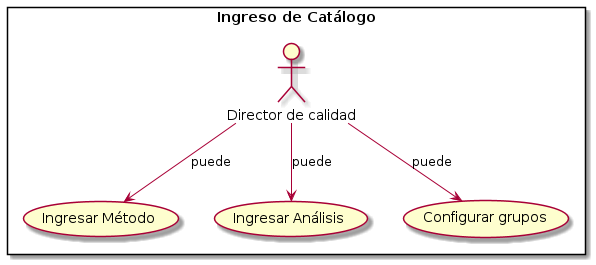 Ingreso de Catálogo
Director de calidad
puede
puede
puede
Ingresar Método
Ingresar Análisis
Configurar grupos